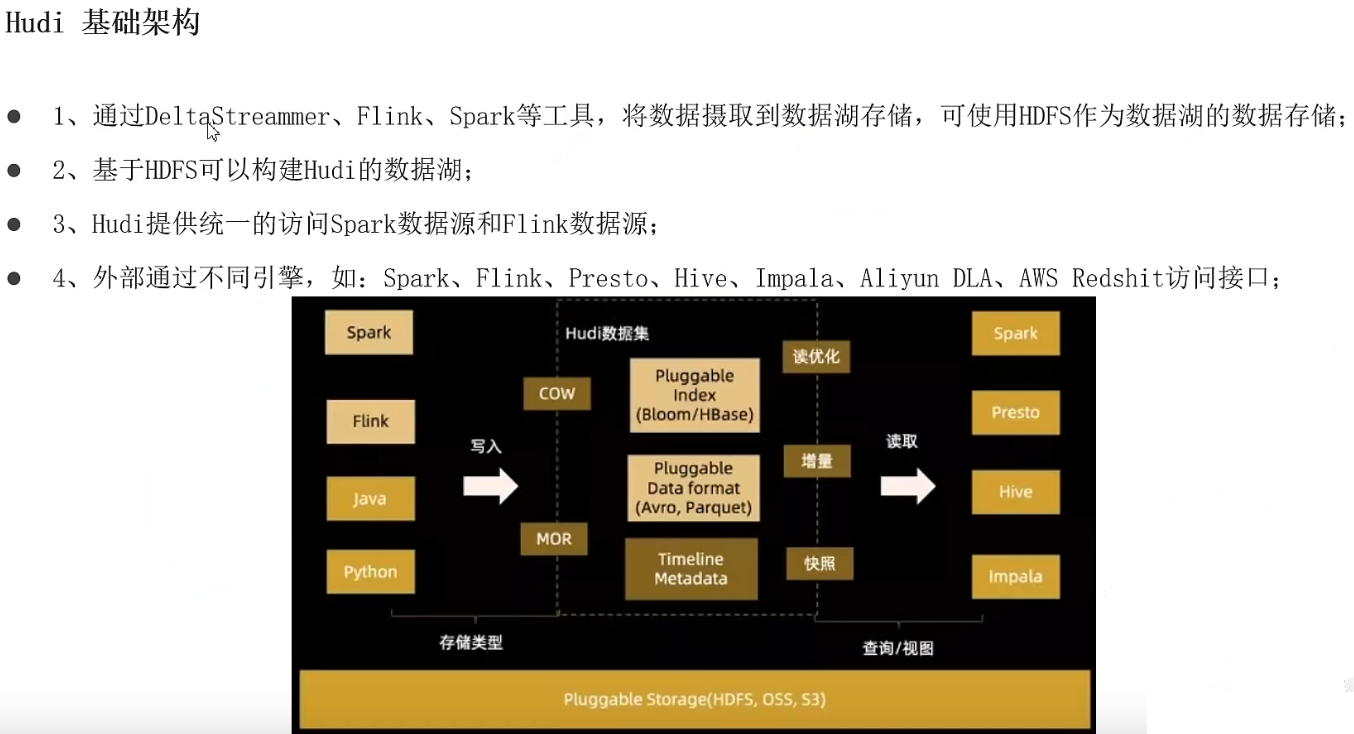 Hudi 基础架构
1、通过DeltaStreammer、Flink、Spark等工具，将数据摄取到数据湖存储，可使用HDFS作为数据湖的数据存储；
2、基于HDFS可以构建Hudi的数据湖；
3、Hudi提供统一的访问Spark数据源和Flink数据源；
4、外部通过不同引擎，如：Spark、Flink、Presto、Hive、Impala、Aliyun DLA、AWS Redshit访问接口；
Spark
Flink
Java
Python
写入
存储类型
COW
MOR
Hudi数据集
Pluggable
Index
(Bloom/HBase)
Pluggable
Data format
(Avro, Parquet)
Timeline
Metadata
读优化
增量
快照
读取
查询/视图
Spark
Presto
Hive
Impala
Pluggable Storage(HDFS, OSS, S3)